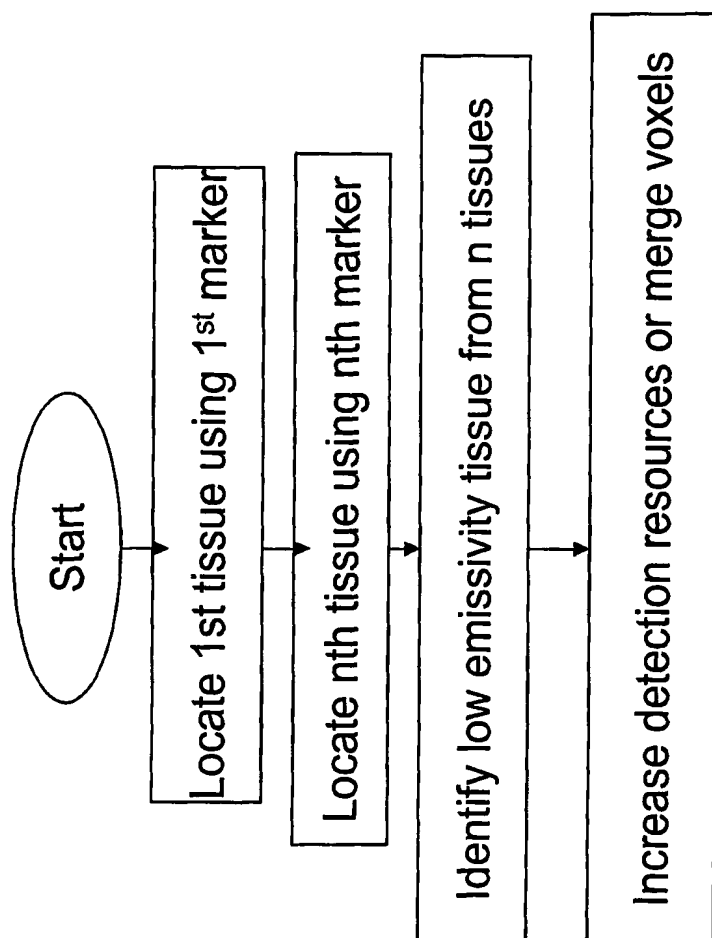 Start
Locate 1st tissue using 1st marker
Locate nth tissue using nth marker
Identify low emissivity tissue from n tissues
Increase detection resources or merge voxels